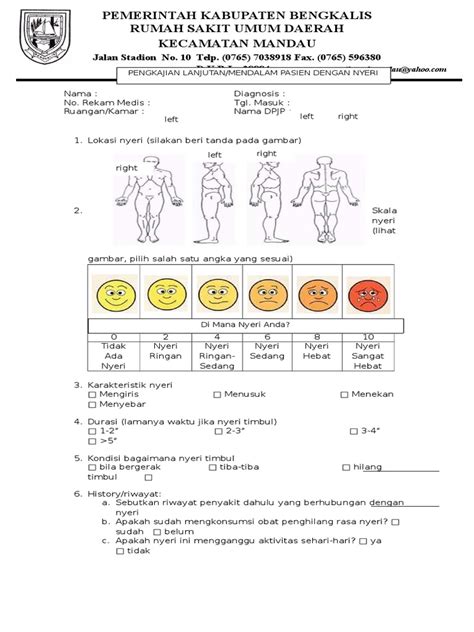 PEMERINTAH KABUPATEN BENGKALIS
RUMAH SAKIT UMUM DAERAH
KECAMATAN MANDAU
Jalan Stadion No. 10 Telp. (0765) 7038918 Fax. (0765) 596380
@yahoo.com
PENGKAJIAN LANJUTAN/MENDALAM PASIEN DENGAN NYERI
Nama : Diagnosis :
No. Rekam Medis : Tgl. Masuk :
Ruangan/Kamar : Nama DPJP :
left left right
1. Lokasi nyeri (silakan beri tanda pada gambar)
right left right
2. Skala
nyeri
(lihat
gambar, pilih salah satu angka yang sesuai)
Di Mana Nyeri Anda?
0 2 4 6 8 10
Tidak Nyeri Nyeri Nyeri Nyeri Nyeri
Ada Ringan Ringan- Sedang Hebat Sangat
Nyeri Sedang Hebat
3. Karakteristik nyeri
☐ Mengiris ☐ Menusuk ☐ Menekan
☐ Menyebar
4. Durasi (lamanya waktu jika nyeri timbul)
☐ 1-2” ☐ 2-3” ☐ 3-4”
☐ >5”
5. Kondisi bagaimana nyeri timbul
☐ bila bergerak ☐ tiba-tiba ☐ hilang
timbul ☐
6. History/riwayat:
a. Sebutkan riwayat penyakit dahulu yang berhubungan dengan
nyeri
b. Apakah sudah mengkonsumsi obat penghilang rasa nyeri? ☐
sudah ☐ belum
c. Apakah nyeri ini mengganggu aktivitas sehari-hari? ☐ ya
☐ tidak